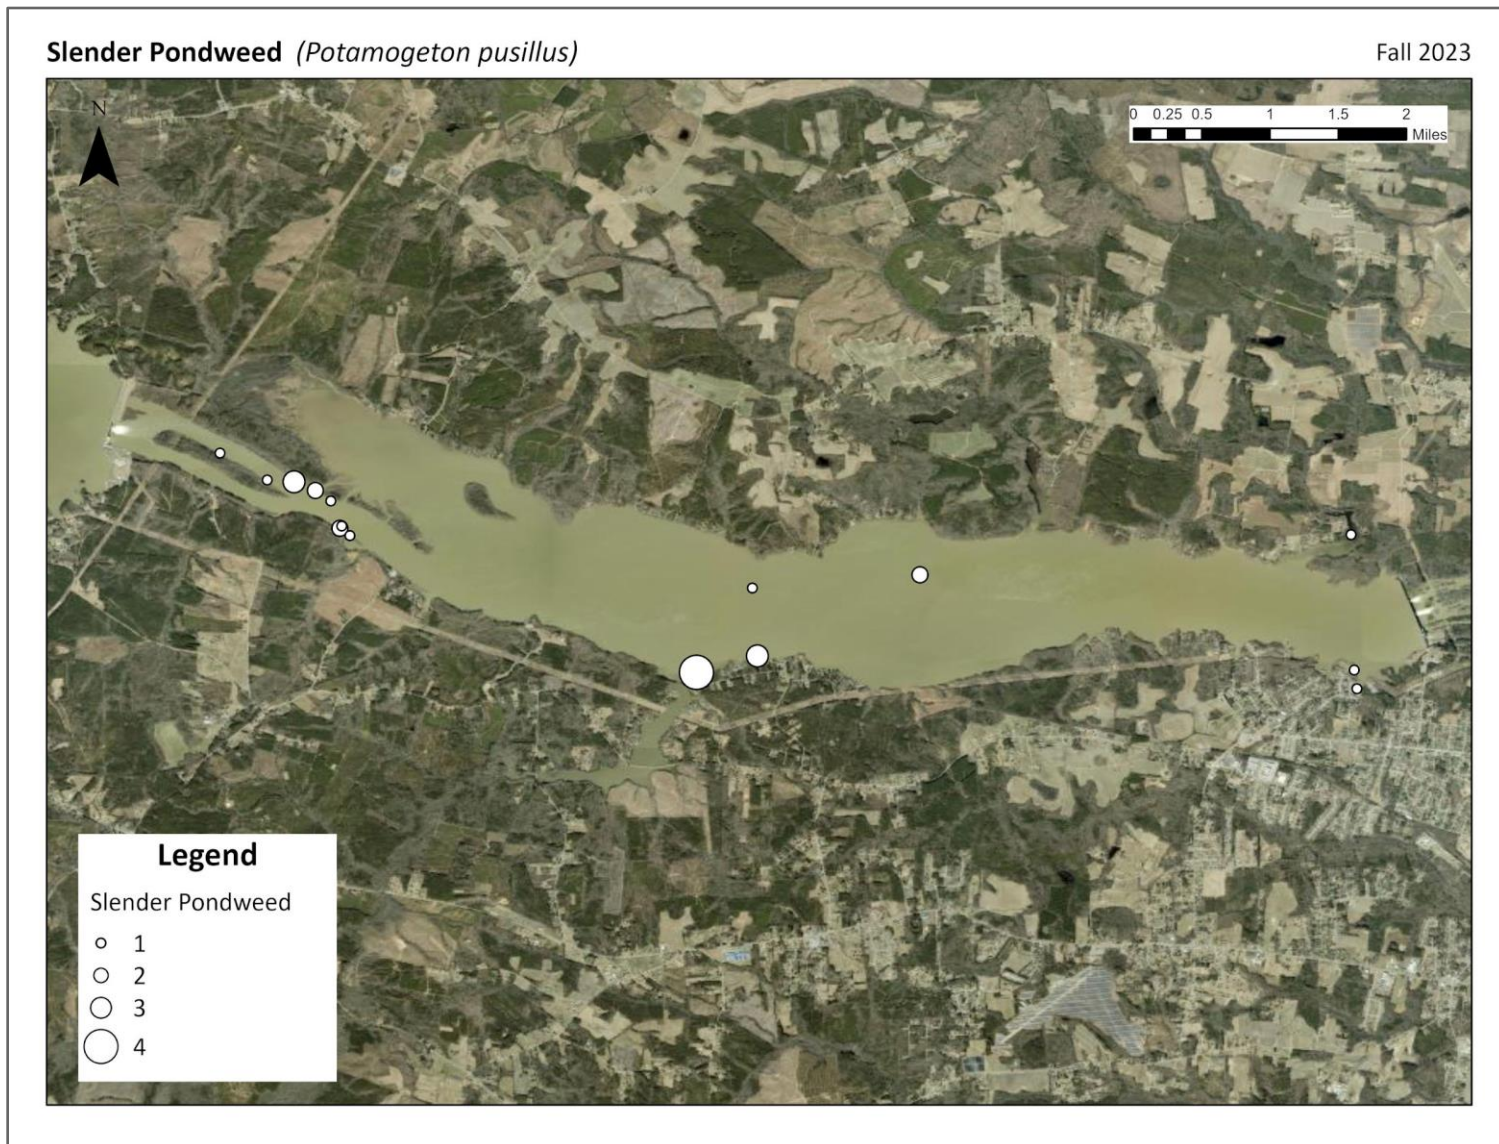 Slender Pondweed (Potamogeton pusillus) Fall 2023
N
0 0.25 0.5 1 1.5 2
Miles
Legend
Slender Pondweed
1
2
3
4